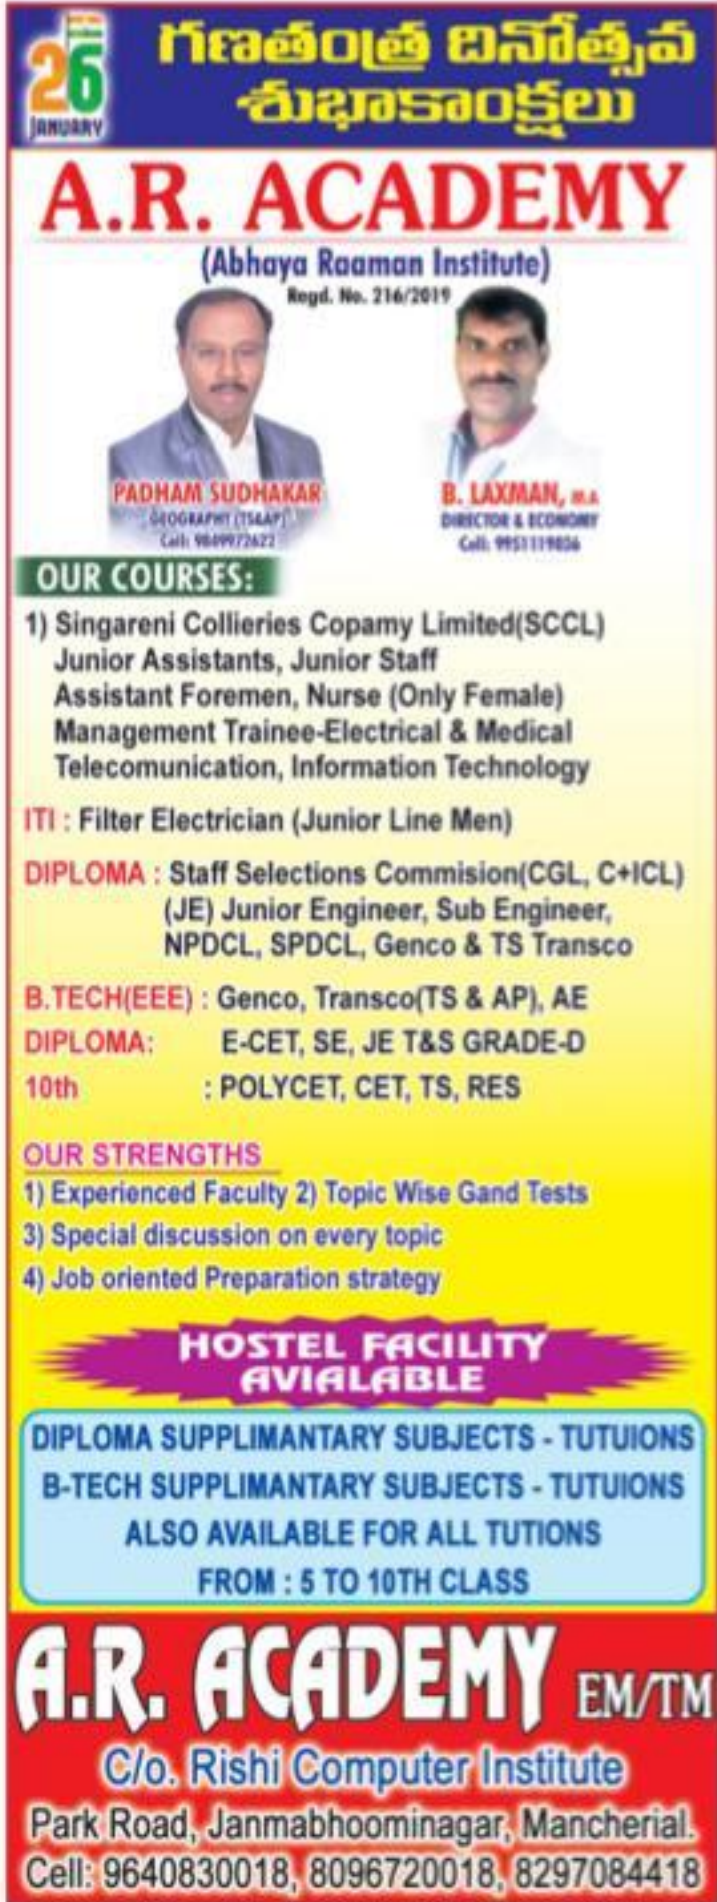 26
JANUARY
గణతంత్ర దినోత్సవ
శుభాకాంక్షలు
A.R. ACADEMY
(Abhaya Raaman Institute)
Regd. No. 216/2019
PADHAM SUDHAKAR
GEOGRAPHY (TS&AP)
Cell: 9849972622
B. LAXMAN, M.A
DIRECTOR & ECONOMY
Cell: 9951119836
OUR COURSES:
1) Singareni Collieries Copamy Limited(SCCL)
Junior Assistants, Junior Staff
Assistant Foremen, Nurse (Only Female)
Management Trainee-Electrical & Medical
Telecomunication, Information Technology
ITI : Filter Electrician (Junior Line Men)
DIPLOMA : Staff Selections Commision(CGL, C+ICL)
(JE) Junior Engineer, Sub Engineer,
NPDCL, SPDCL, Genco & TS Transco
B.TECH(EEE) : Genco, Transco(TS & AP), AE
DIPLOMA: E-CET, SE, JE T&S GRADE-D
10th : POLYCET, CET, TS, RES
OUR STRENGTHS
1) Experienced Faculty 2) Topic Wise Gand Tests
3) Special discussion on every topic
4) Job oriented Preparation strategy
HOSTEL FACILITY
AVIALABLE
DIPLOMA SUPPLIMANTARY SUBJECTS - TUTUIONS
B-TECH SUPPLIMANTARY SUBJECTS - TUTUIONS
ALSO AVAILABLE FOR ALL TUTIONS
FROM : 5 TO 10TH CLASS
A.R. ACADEMY EM/TM
C/o. Rishi Computer Institute
Park Road, Janmabhoominagar, Mancherial.
Cell: 9640830018, 8096720018, 8297084418